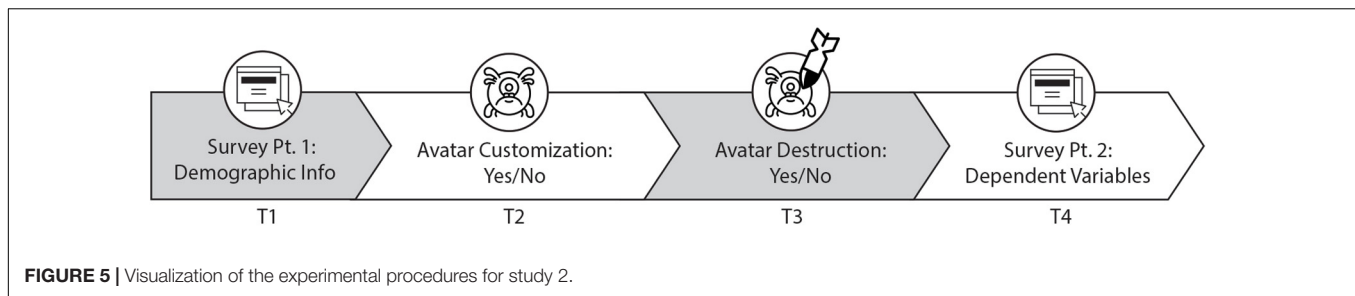 Survey Pt. 1:
Demographic Info
Avatar Customization:
Yes/No
Avatar Destruction:
Yes/No
Survey Pt. 2:
Dependent Variables
T1
T2
T3
T4
FIGURE 5 | Visualization of the experimental procedures for study 2.